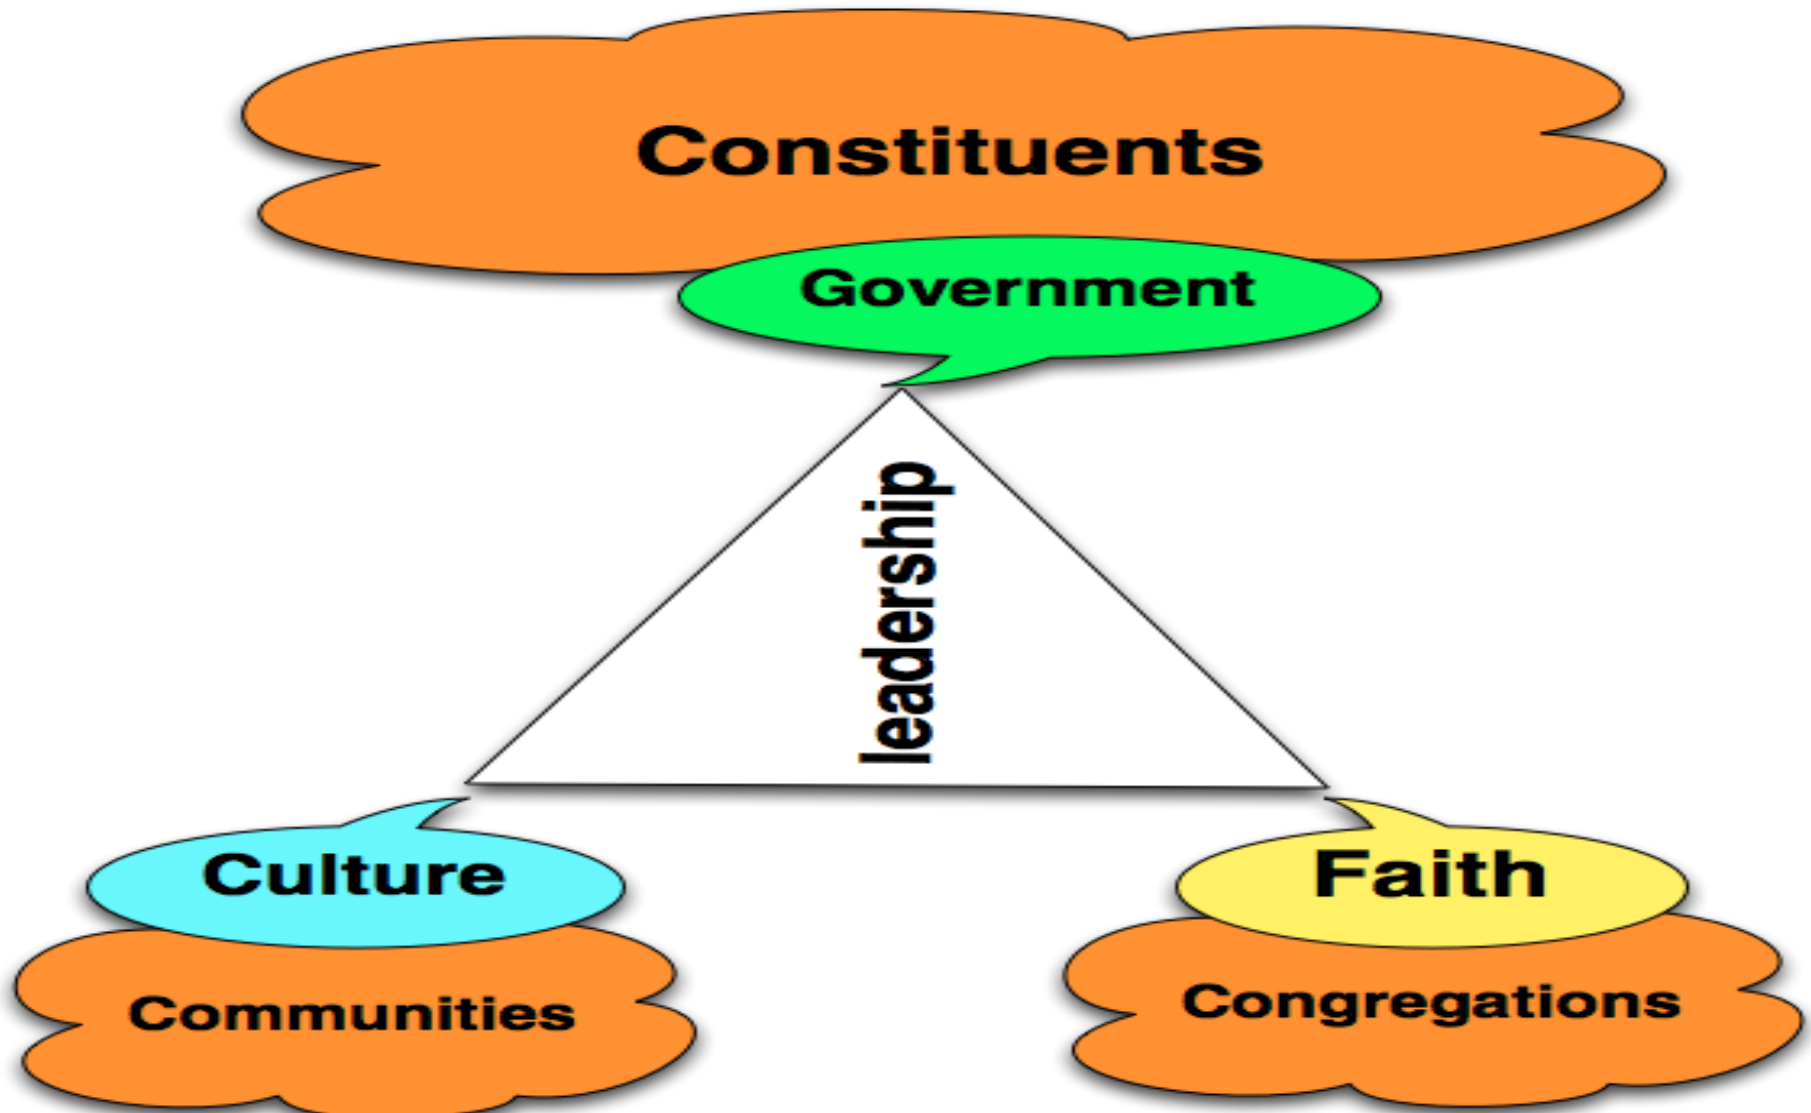 Constituents
Government
leadership
Culture
Faith
Communities
Congregations